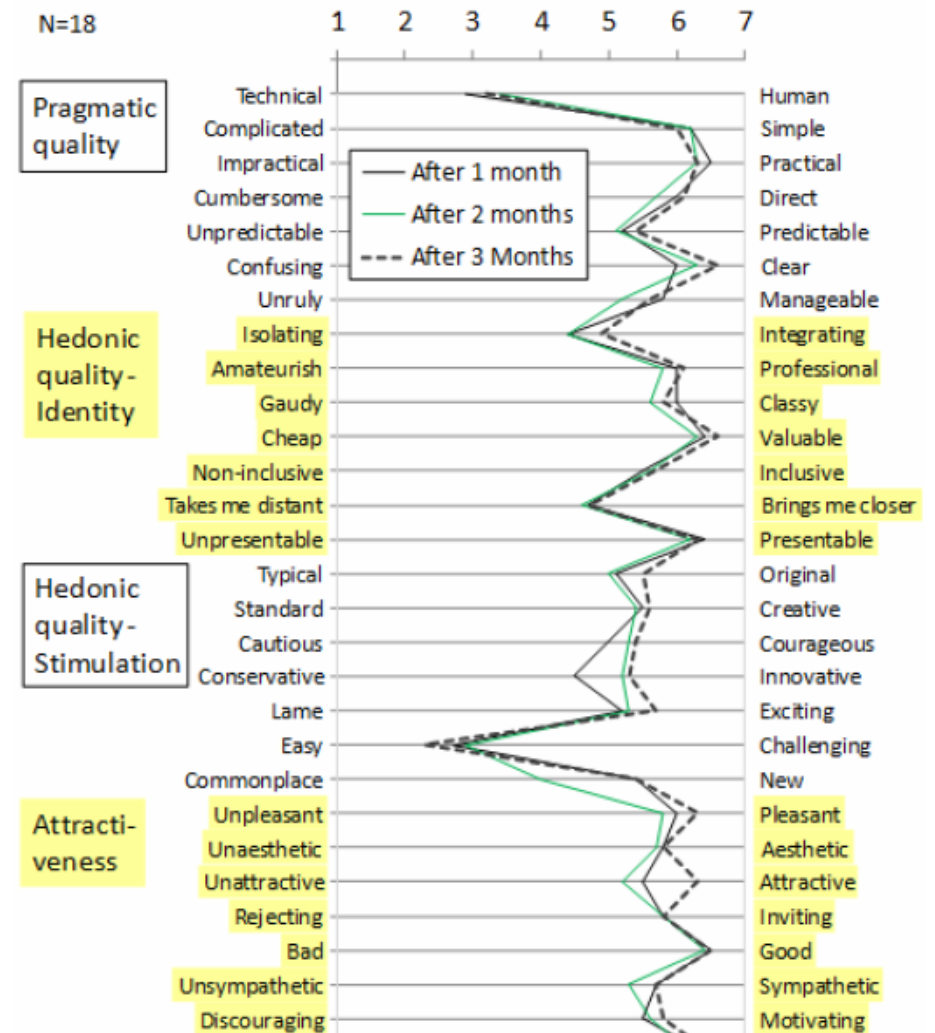 N=18
1 2 3 4 5 6 7
Pragmatic
quality
Technical Human
Complicated Simple
Impractical Practical
Cumbersome Direct
Unpredictable Predictable
Confusing Clear
Unruly Manageable
After 1 month
After 2 months
After 3 Months
Hedonic
quality-
Identity
Isolating Integrating
Amateurish Professional
Gaudy Classy
Cheap Valuable
Non-inclusive Inclusive
Takes me distant Brings me closer
Unpresentable Presentable
Hedonic
quality-
Stimulation
Typical Original
Standard Creative
Cautious Courageous
Conservative Innovative
Lame Exciting
Easy Challenging
Commonplace New
Attracti-
veness
Unpleasant Pleasant
Unaesthetic Aesthetic
Unattractive Attractive
Rejecting Inviting
Bad Good
Unsympathetic Sympathetic
Discouraging Motivating